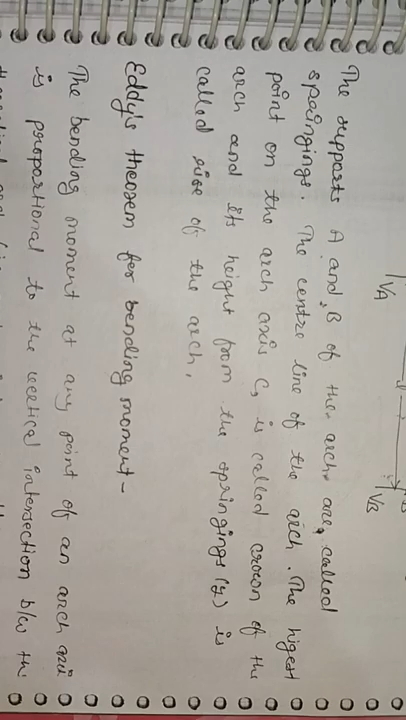 VA
VB
The supports A and B of the arch are called
springings. The centre line of the arch. The higest
point on the arch axis C, is called crown of the
arch and its height from the springings (y) is
called rise of the arch.
Eddy's theorem for bending moment-
The bending moment at any point of an arch axis
is proportional to the vertical intersection b/w the